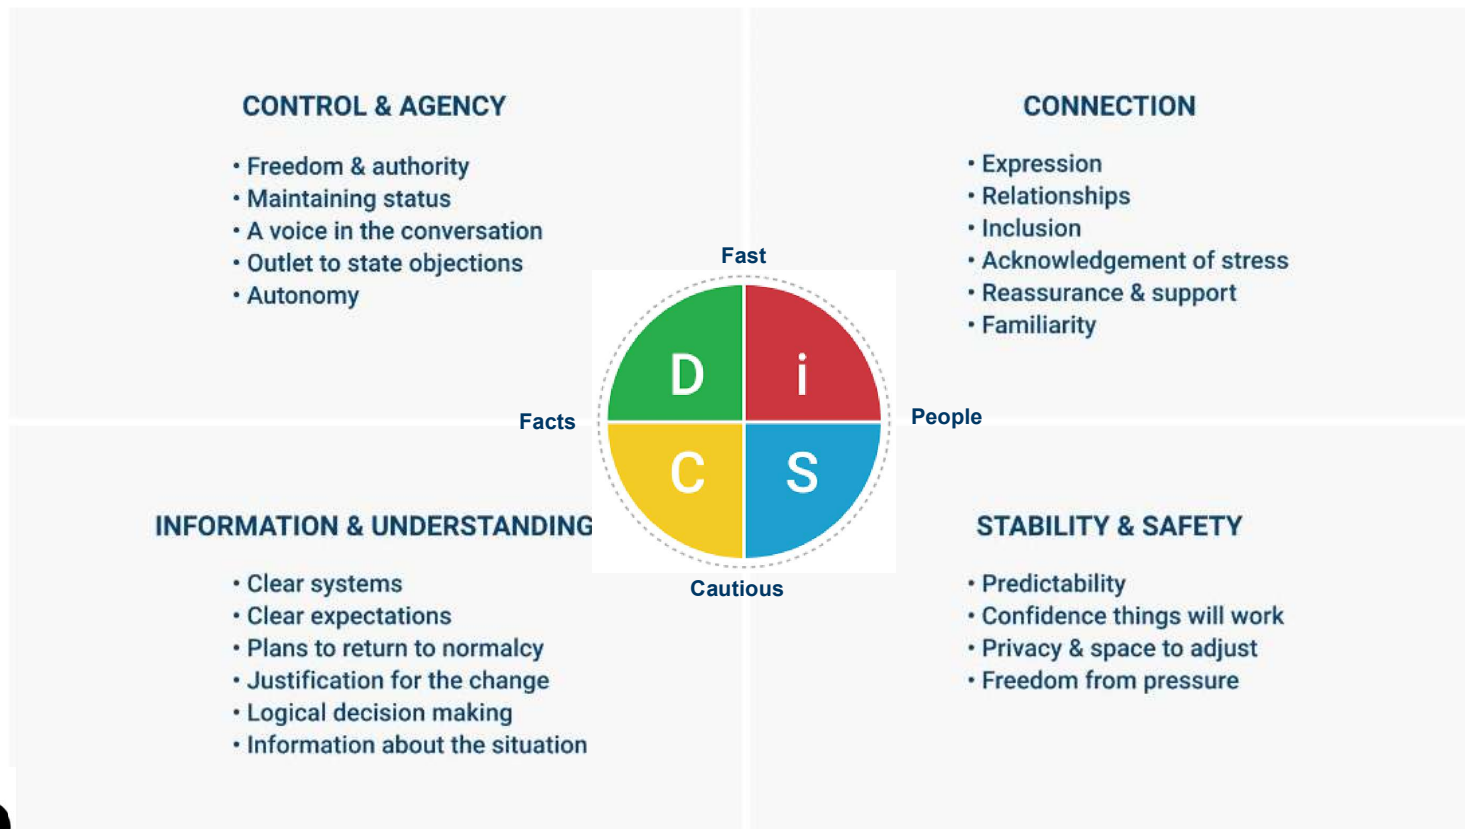 CONTROL & AGENCY
• Freedom & authority
• Maintaining status
• A voice in the conversation
• Outlet to state objections
• Autonomy
CONNECTION
• Expression
• Relationships
• Inclusion
• Acknowledgement of stress
• Reassurance & support
• Familiarity
Fast
D
i
Facts
People
C
S
Cautious
INFORMATION & UNDERSTANDING
• Clear systems
• Clear expectations
• Plans to return to normalcy
• Justification for the change
• Logical decision making
• Information about the situation
STABILITY & SAFETY
• Predictability
• Confidence things will work
• Privacy & space to adjust
• Freedom from pressure